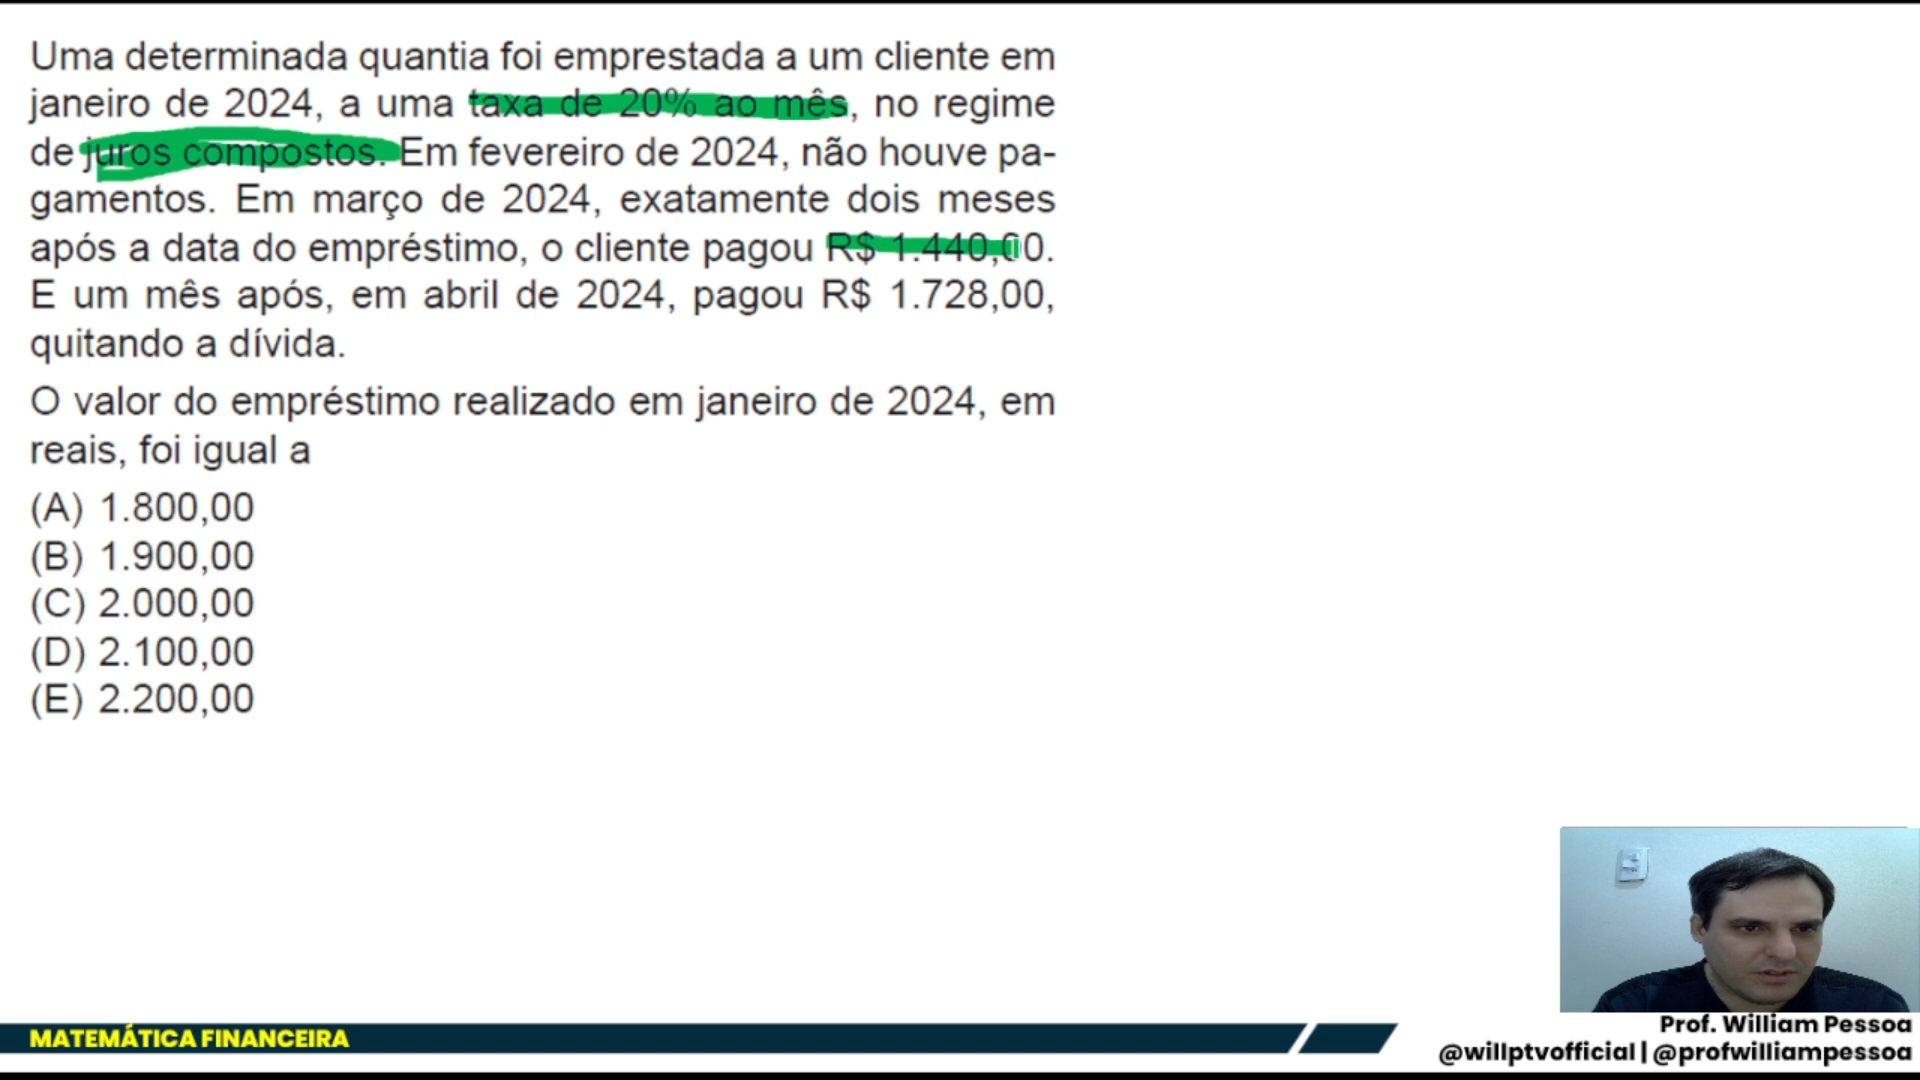 Uma determinada quantia foi emprestada a um cliente em
janeiro de 2024, a uma taxa de 20% ao mês, no regime
de juros compostos. Em fevereiro de 2024, não houve pa-
gamentos. Em março de 2024, exatamente dois meses
após a data do empréstimo, o cliente pagou R$ 1.440,00.
E um mês após, em abril de 2024, pagou R$ 1.728,00,
quitando a dívida.
O valor do empréstimo realizado em janeiro de 2024, em
reais, foi igual a
(A) 1.800,00
(B) 1.900,00
(C) 2.000,00
(D) 2.100,00
(E) 2.200,00
MATEMÁTICA FINANCEIRA
Prof. William Pessoa
@willptvofficial | @profwilliampessoa